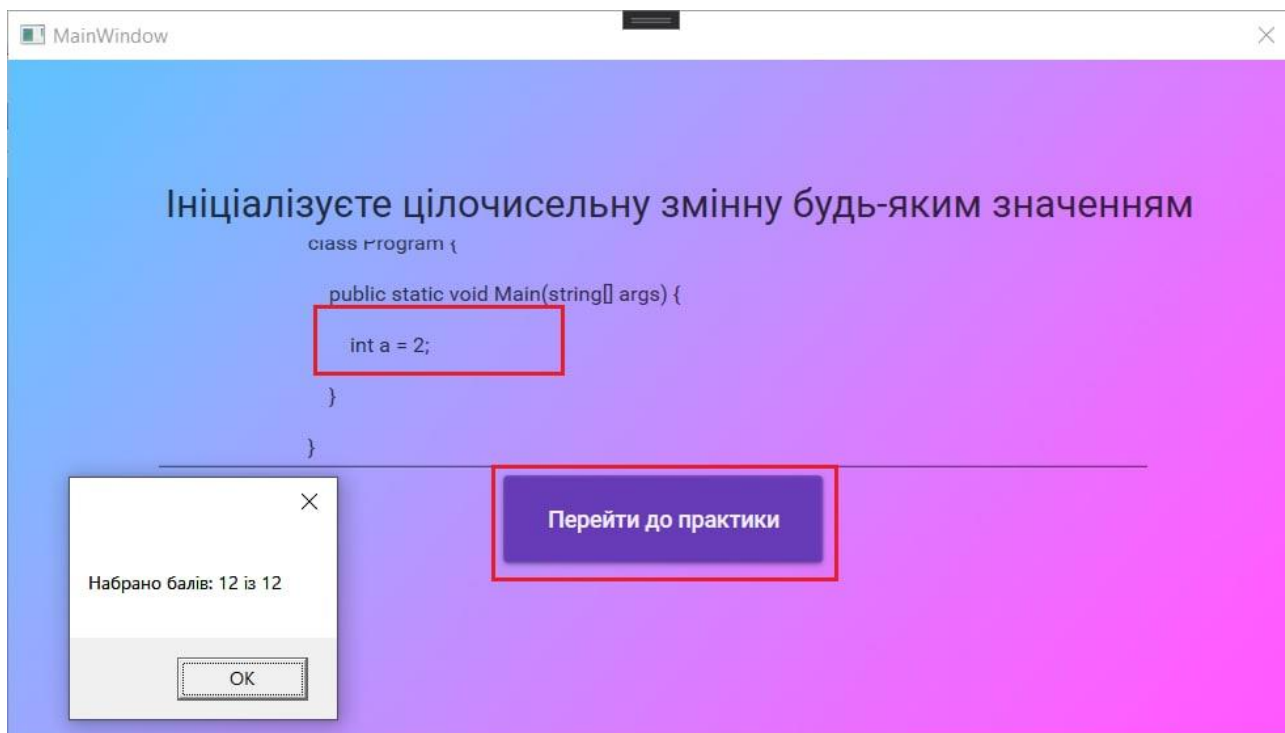 MainWindow
Ініціалізуєте цілочисельну змінну будь-яким значенням
class Program {
public static void Main(string[] args) {
int a = 2;
}
}
Перейти до практики
Набрано балів: 12 із 12
OK